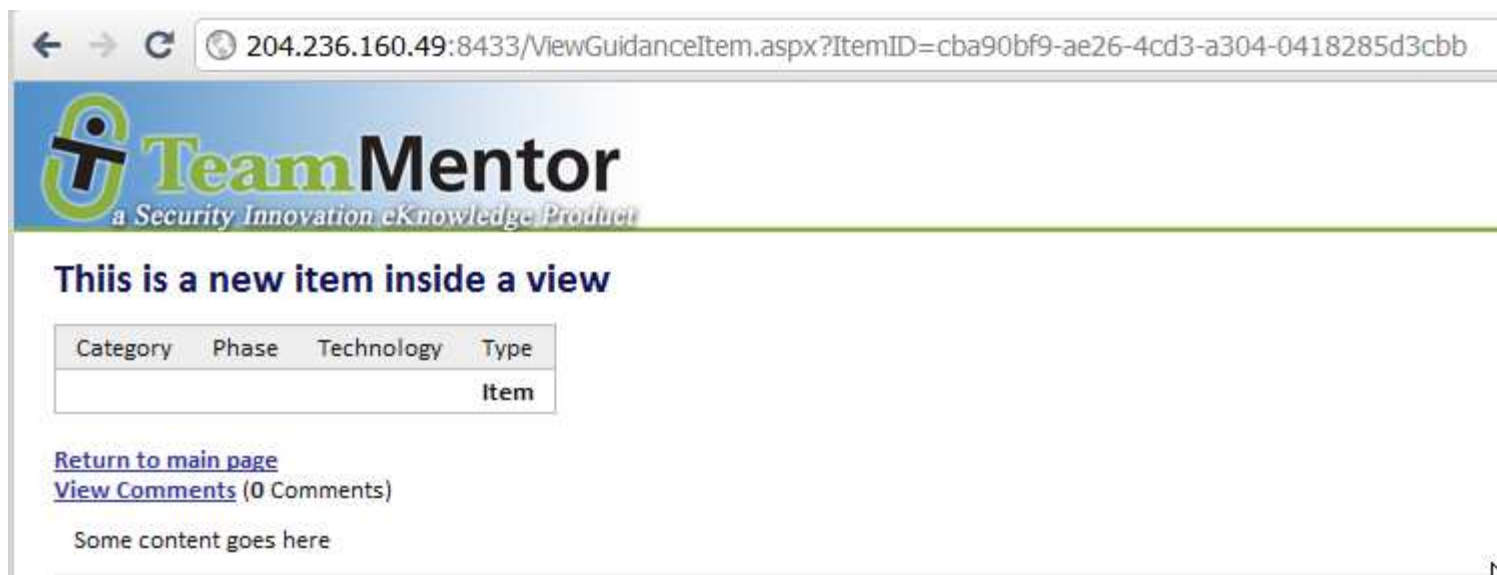 204.236.160.49:8433/ViewGuidanceItem.aspx?ItemID=cba90bf9-ae26-4cd3-a304-0418285d3cbb
TeamMentor
a Security Innovation eKnowledge Product
Thiis is a new item inside a view
Category Phase Technology Type
Item
Return to main page
View Comments (0 Comments)
Some content goes here